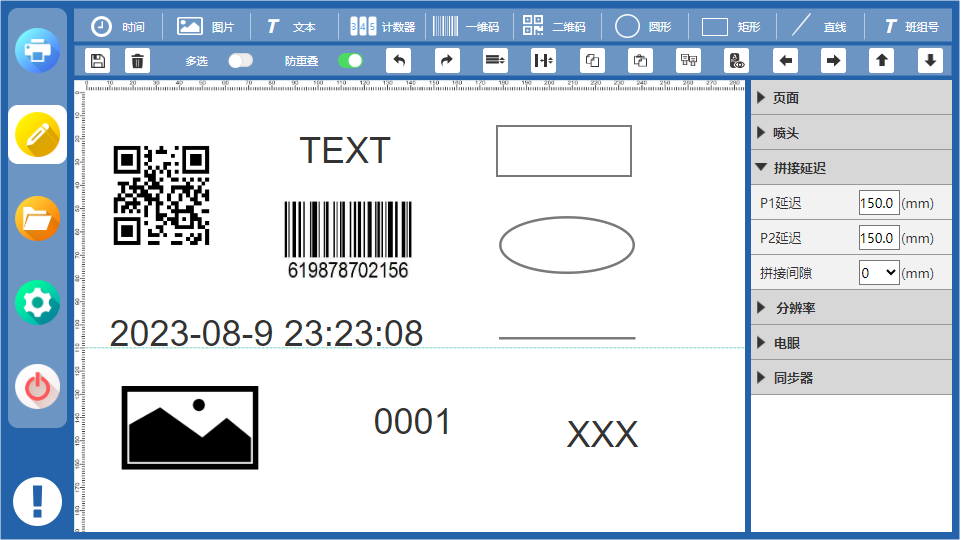 时间 图片 文本 345 计数器 一维码 二维码 圆形 矩形 直线 班组号
多选 防重叠
TEXT
619878702156
2023-08-9 23:23:08
0001
XXX
页面
喷头
拼接延迟
P1延迟 150.0 (mm)
P2延迟 150.0 (mm)
拼接间隙 0 (mm)
分辨率
电眼
同步器